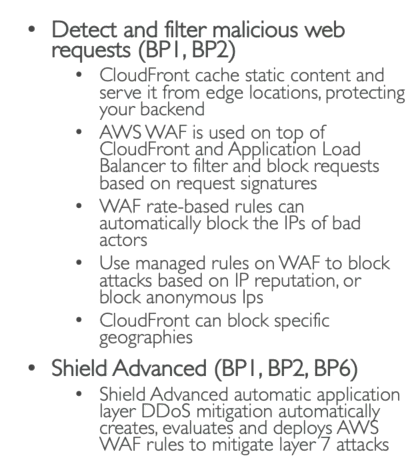 • Detect and filter malicious web
requests (BP1, BP2)
• CloudFront cache static content and
serve it from edge locations, protecting
your backend
• AWS WAF is used on top of
CloudFront and Application Load
Balancer to filter and block requests
based on request signatures
• WAF rate-based rules can
automatically block the IPs of bad
actors
• Use managed rules on WAF to block
attacks based on IP reputation, or
block anonymous Ips
• CloudFront can block specific
geographies
• Shield Advanced (BP1, BP2, BP6)
• Shield Advanced automatic application
layer DDoS mitigation automatically
creates, evaluates and deploys AWS
WAF rules to mitigate layer 7 attacks